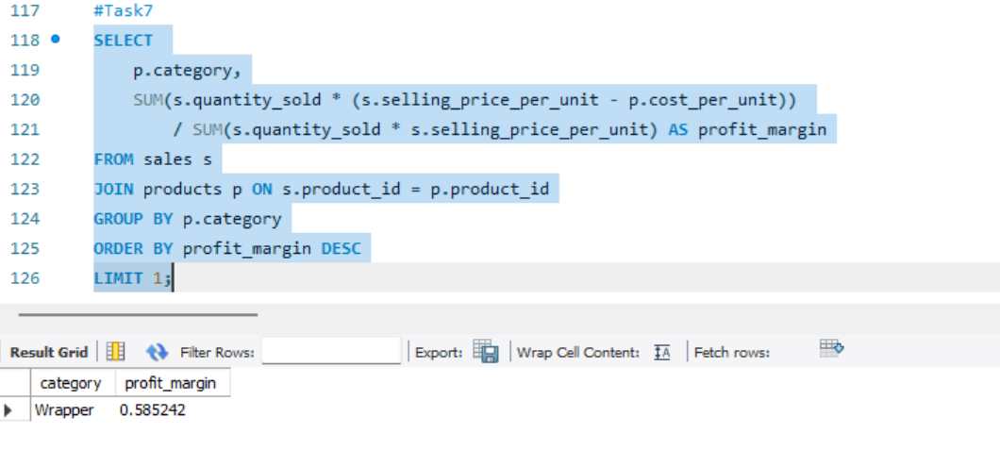 117 #Task7
118 SELECT
119 p.category,
120 SUM(s.quantity_sold * (s.selling_price_per_unit - p.cost_per_unit))
121 / SUM(s.quantity_sold * s.selling_price_per_unit) AS profit_margin
122 FROM sales s
123 JOIN products p ON s.product_id = p.product_id
124 GROUP BY p.category
125 ORDER BY profit_margin DESC
126 LIMIT 1;
Result Grid Filter Rows: Export: Wrap Cell Content: Fetch rows:
category profit_margin
Wrapper 0.585242